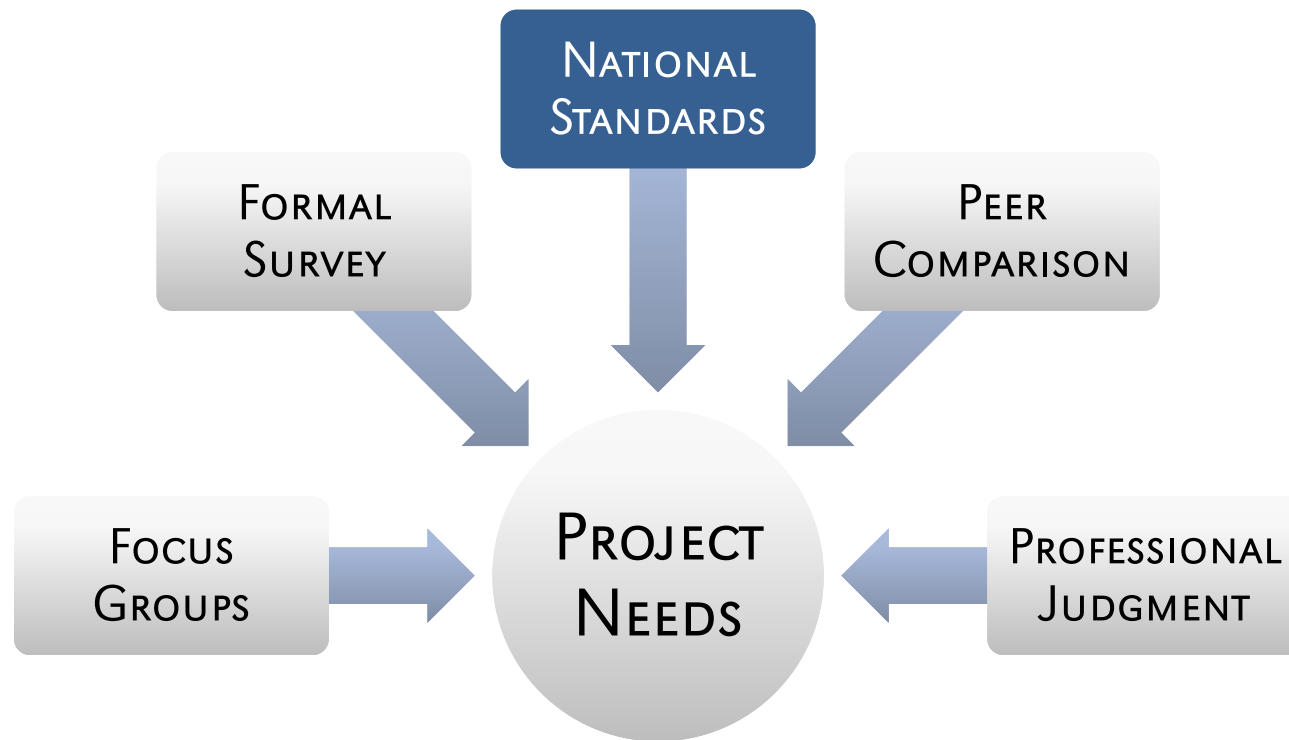 National
Standards
Formal
Survey
Peer
Comparison
Focus
Groups
Project
Needs
Professional
Judgment